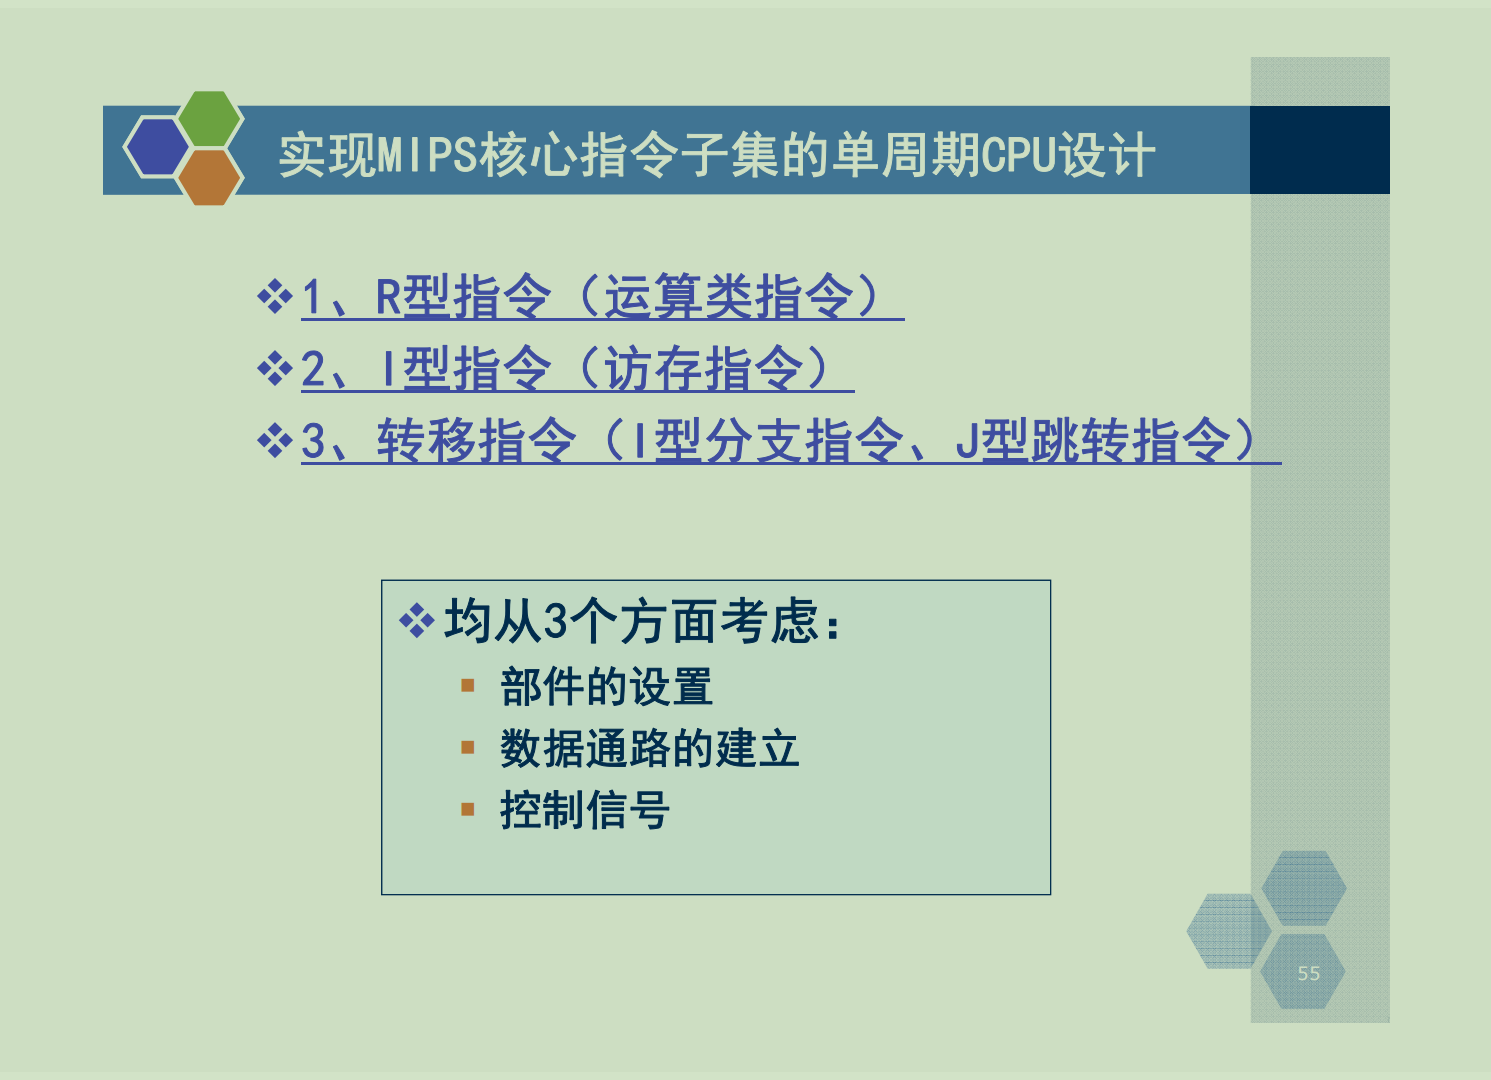 实现MIPS核心指令子集的单周期CPU设计
1、R型指令（运算类指令）
2、I型指令（访存指令）
3、转移指令（I型分支指令、J型跳转指令）
均从3个方面考虑：
部件的设置
数据通路的建立
控制信号
55